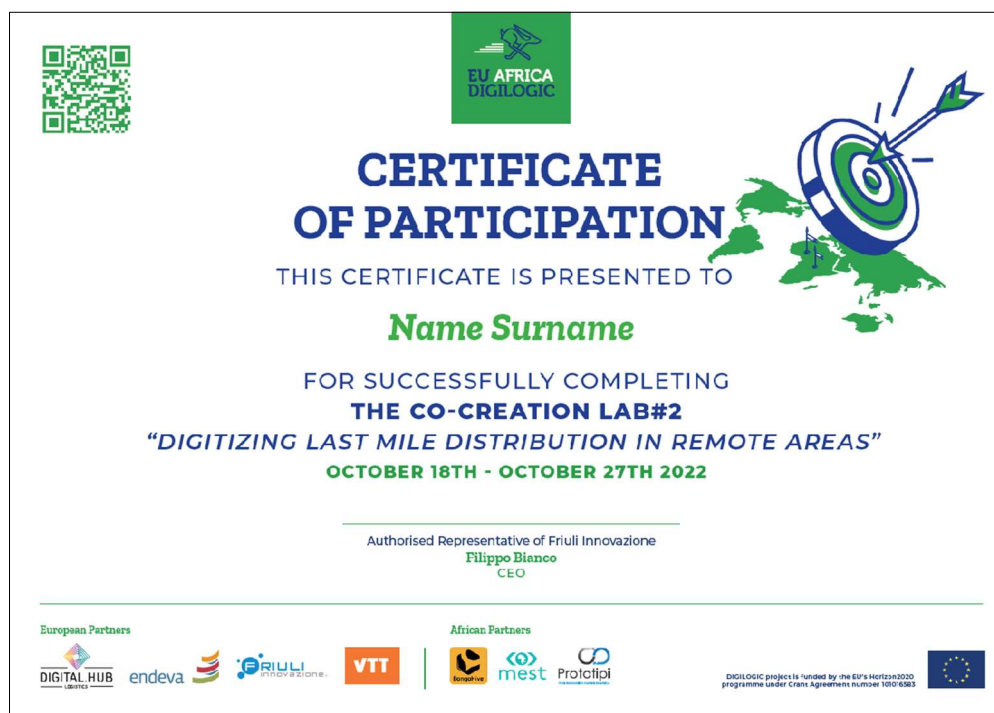 EU AFRICA
DIGILOGIC
CERTIFICATE
OF PARTICIPATION
THIS CERTIFICATE IS PRESENTED TO
Name Surname
FOR SUCCESSFULLY COMPLETING
THE CO-CREATION LAB#2
“DIGITIZING LAST MILE DISTRIBUTION IN REMOTE AREAS”
OCTOBER 18TH - OCTOBER 27TH 2022
Authorised Representative of Friuli Innovazione
Filippo Bianco
CEO
European Partners
African Partners
DIGITAL.HUB
LOGISTICS
endeva
FRIULI
innovazione
VTT
BongoHive
mest
Prototipi
DIGILOGIC project is funded by the EU's Horizon2020
programme under Grant Agreement number 101016583